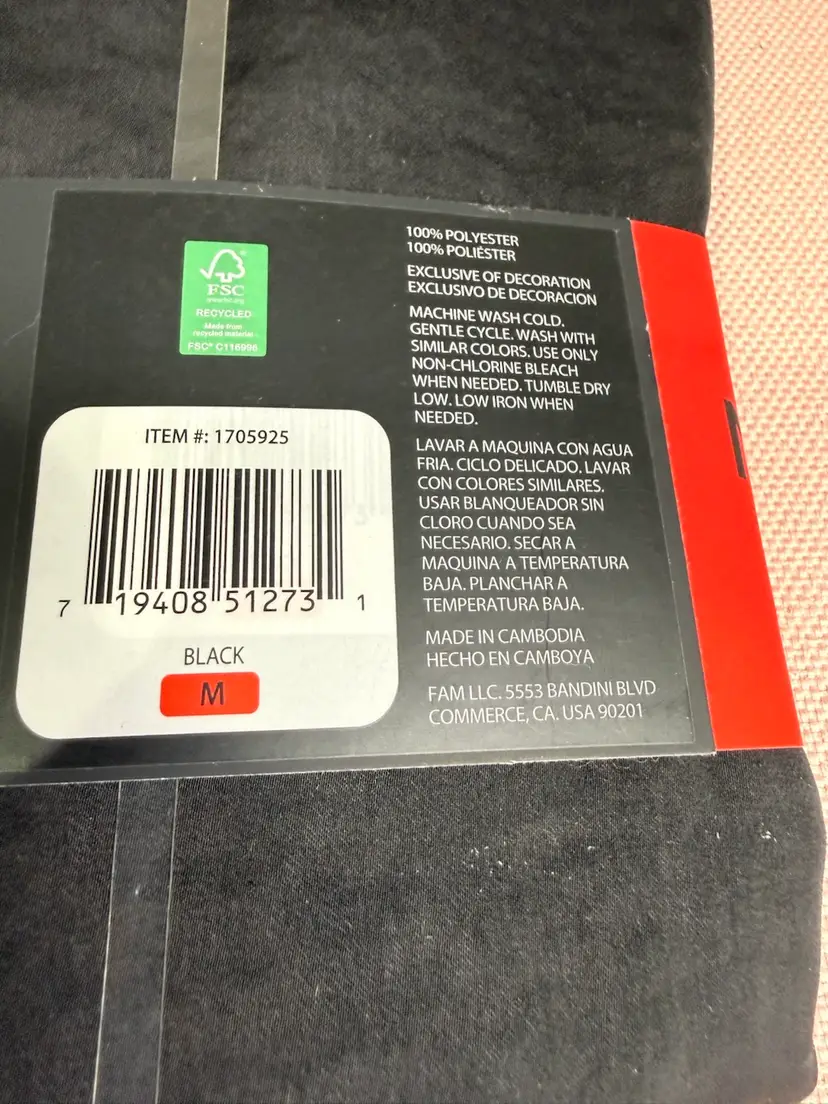 FSC
www.fsc.org
RECYCLED
Made from
recycled material
FSC® C116996
ITEM #: 1705925
7 19408 51273 1
BLACK
M
100% POLYESTER
100% POLIÉSTER
EXCLUSIVE OF DECORATION
EXCLUSIVO DE DECORACION
MACHINE WASH COLD.
GENTLE CYCLE. WASH WITH
SIMILAR COLORS. USE ONLY
NON-CHLORINE BLEACH
WHEN NEEDED. TUMBLE DRY
LOW. LOW IRON WHEN
NEEDED.
LAVAR A MAQUINA CON AGUA
FRIA. CICLO DELICADO. LAVAR
CON COLORES SIMILARES.
USAR BLANQUEADOR SIN
CLORO CUANDO SEA
NECESARIO. SECAR A
MAQUINA A TEMPERATURA
BAJA. PLANCHAR A
TEMPERATURA BAJA.
MADE IN CAMBODIA
HECHO EN CAMBOYA
FAM LLC. 5553 BANDINI BLVD
COMMERCE, CA. USA 90201